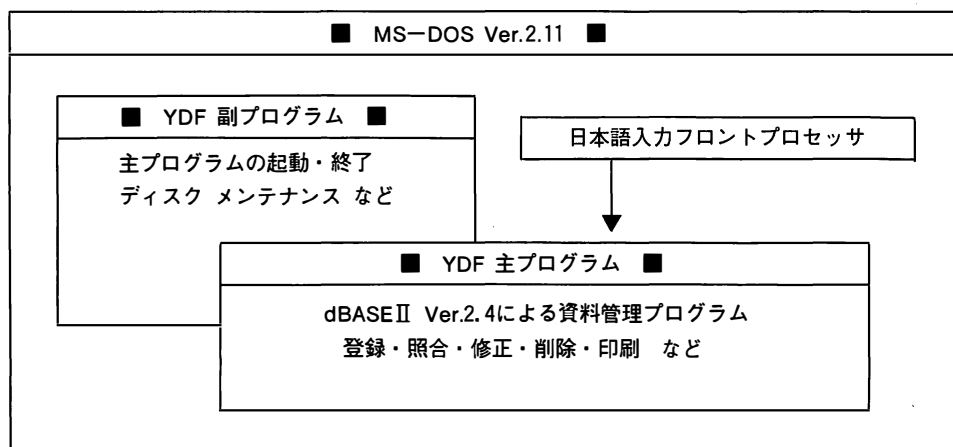 ■ MS-DOS Ver.2.11 ■
■ YDF 副プログラム ■
主プログラムの起動・終了
ディスク メンテナンス など
日本語入力フロントプロセッサ
■ YDF 主プログラム ■
dBASEⅡ Ver.2.4による資料管理プログラム
登録・照合・修正・削除・印刷 など